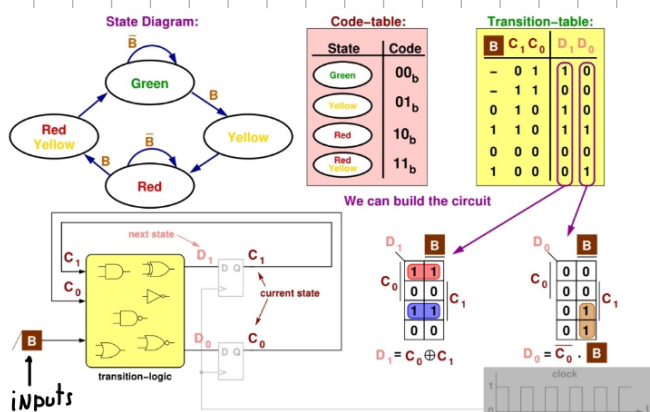 State Diagram:
B̅
Green
B
Red
Yellow
Yellow
B
B̅
Red
Code-table:
State Code
Green 00b
Yellow 01b
Red 10b
Red
Yellow 11b
Transition-table:
B C1 C0 D1 D0
– 0 1 1 0
– 1 1 0 0
0 1 0 1 0
1 1 0 1 1
0 0 0 0 0
1 0 0 0 1
We can build the circuit
next state
D1
C1
C1
C0
D Q
current state
B
D0
C0
D Q
transition-logic
inputs
D1 B
1 1
C0
0 0
C1
1 1
0 0
D1 = C0 ⊕ C1
D0 B
0 0
C0
0 0
C1
0 1
0 1
D0 = C̅0̅ . B
clock
1
0